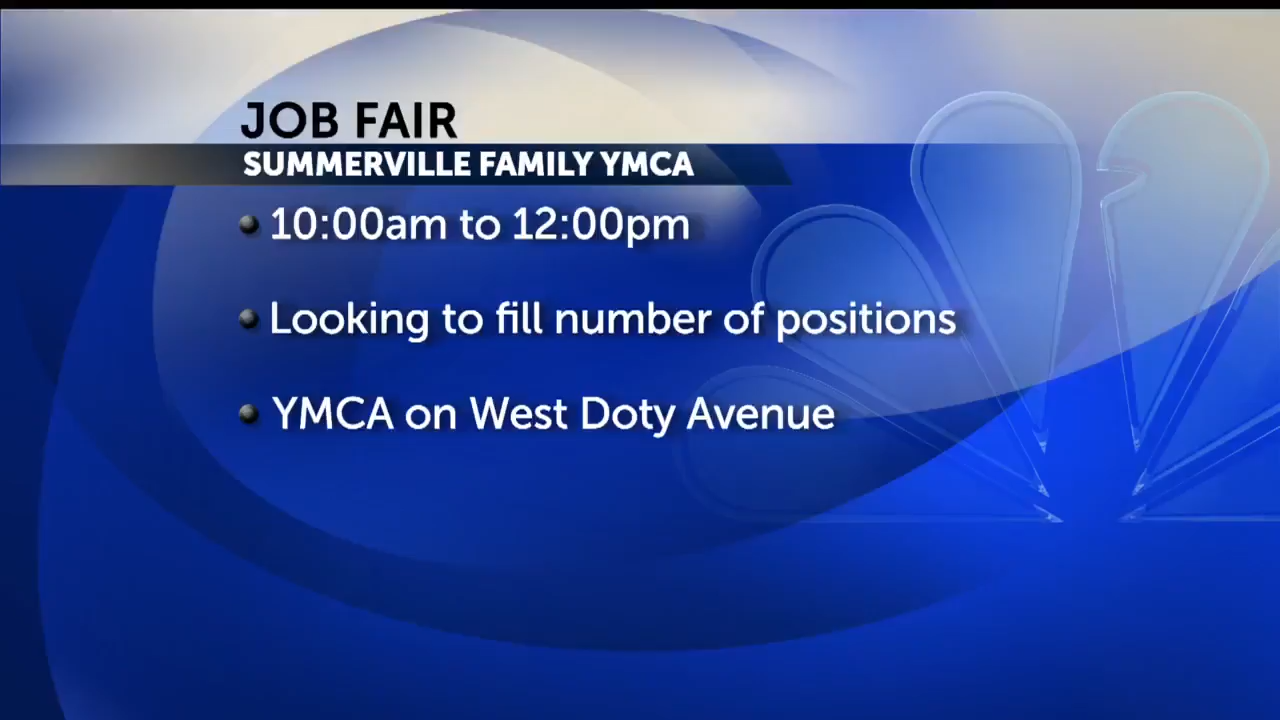 JOB FAIR
SUMMERVILLE FAMILY YMCA
10:00am to 12:00pm
Looking to fill number of positions
YMCA on West Doty Avenue